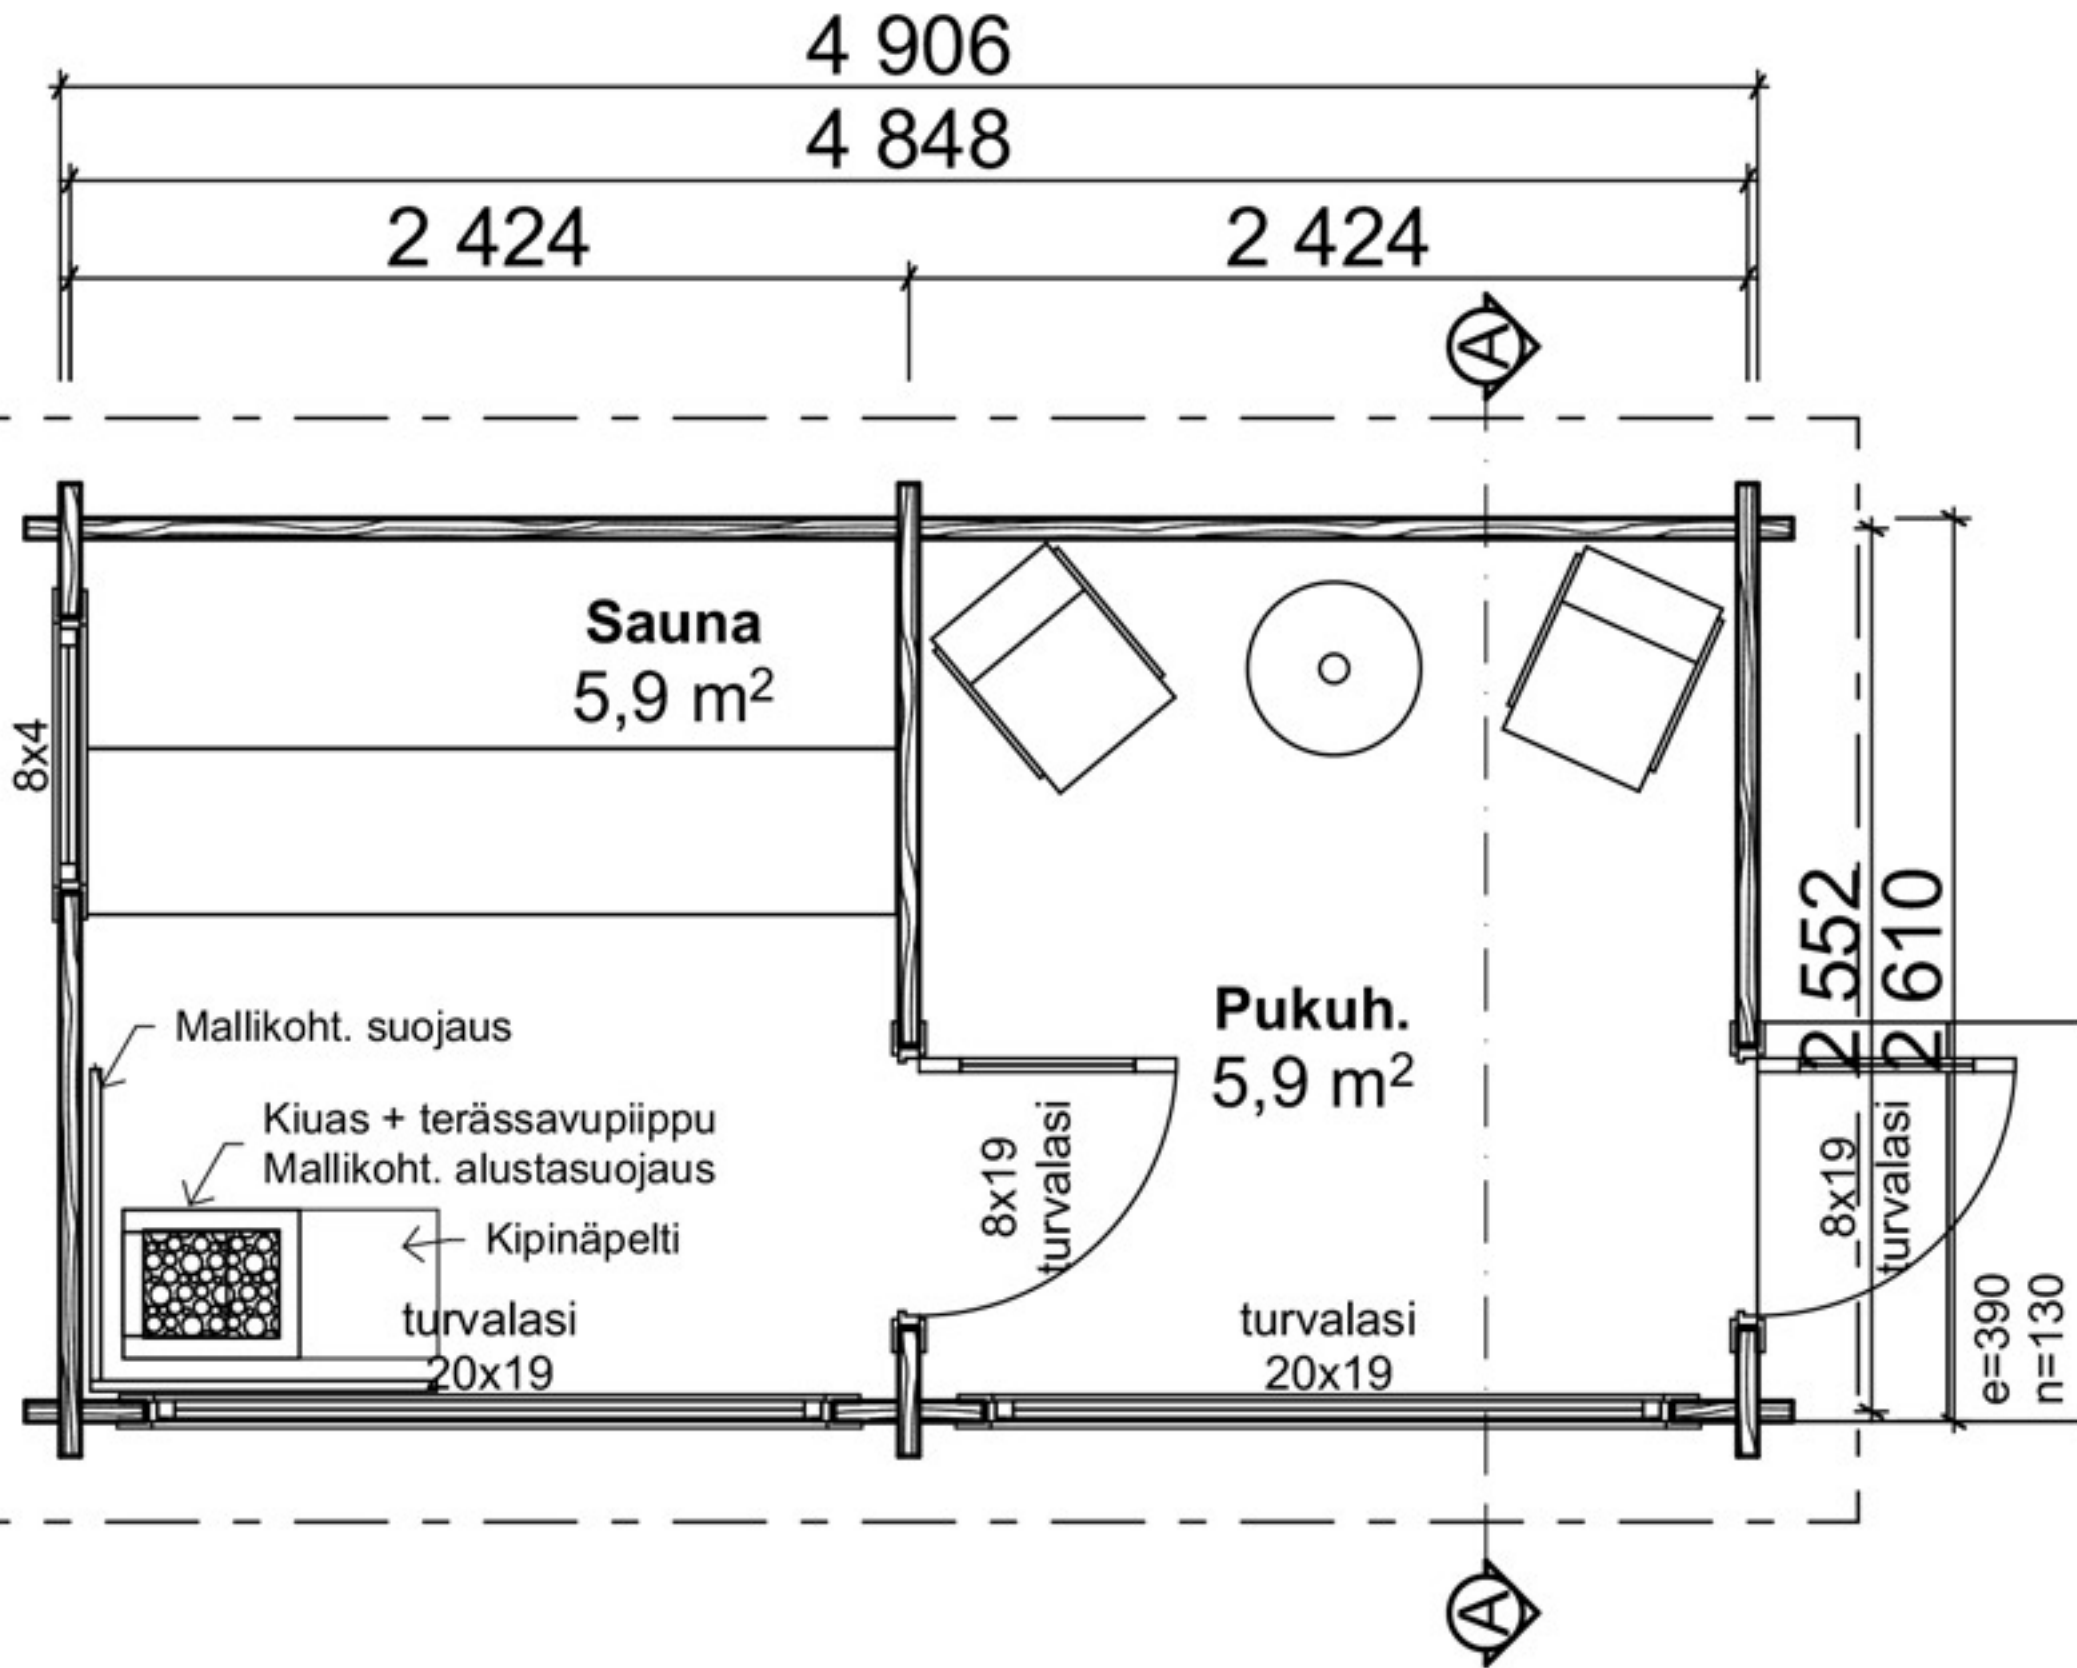 4 906
4 848
2 424
2 424
A
Sauna
5,9 m²
8x4
2 552
2 610
Pukuh.
5,9 m²
Mallikoht. suojaus
Kiuas + terässavupiippu
Mallikoht. alustasuojaus
Kipinäpelti
8x19
turvalasi
8x19
turvalasi
turvalasi
20x19
turvalasi
20x19
e=390
n=130
A